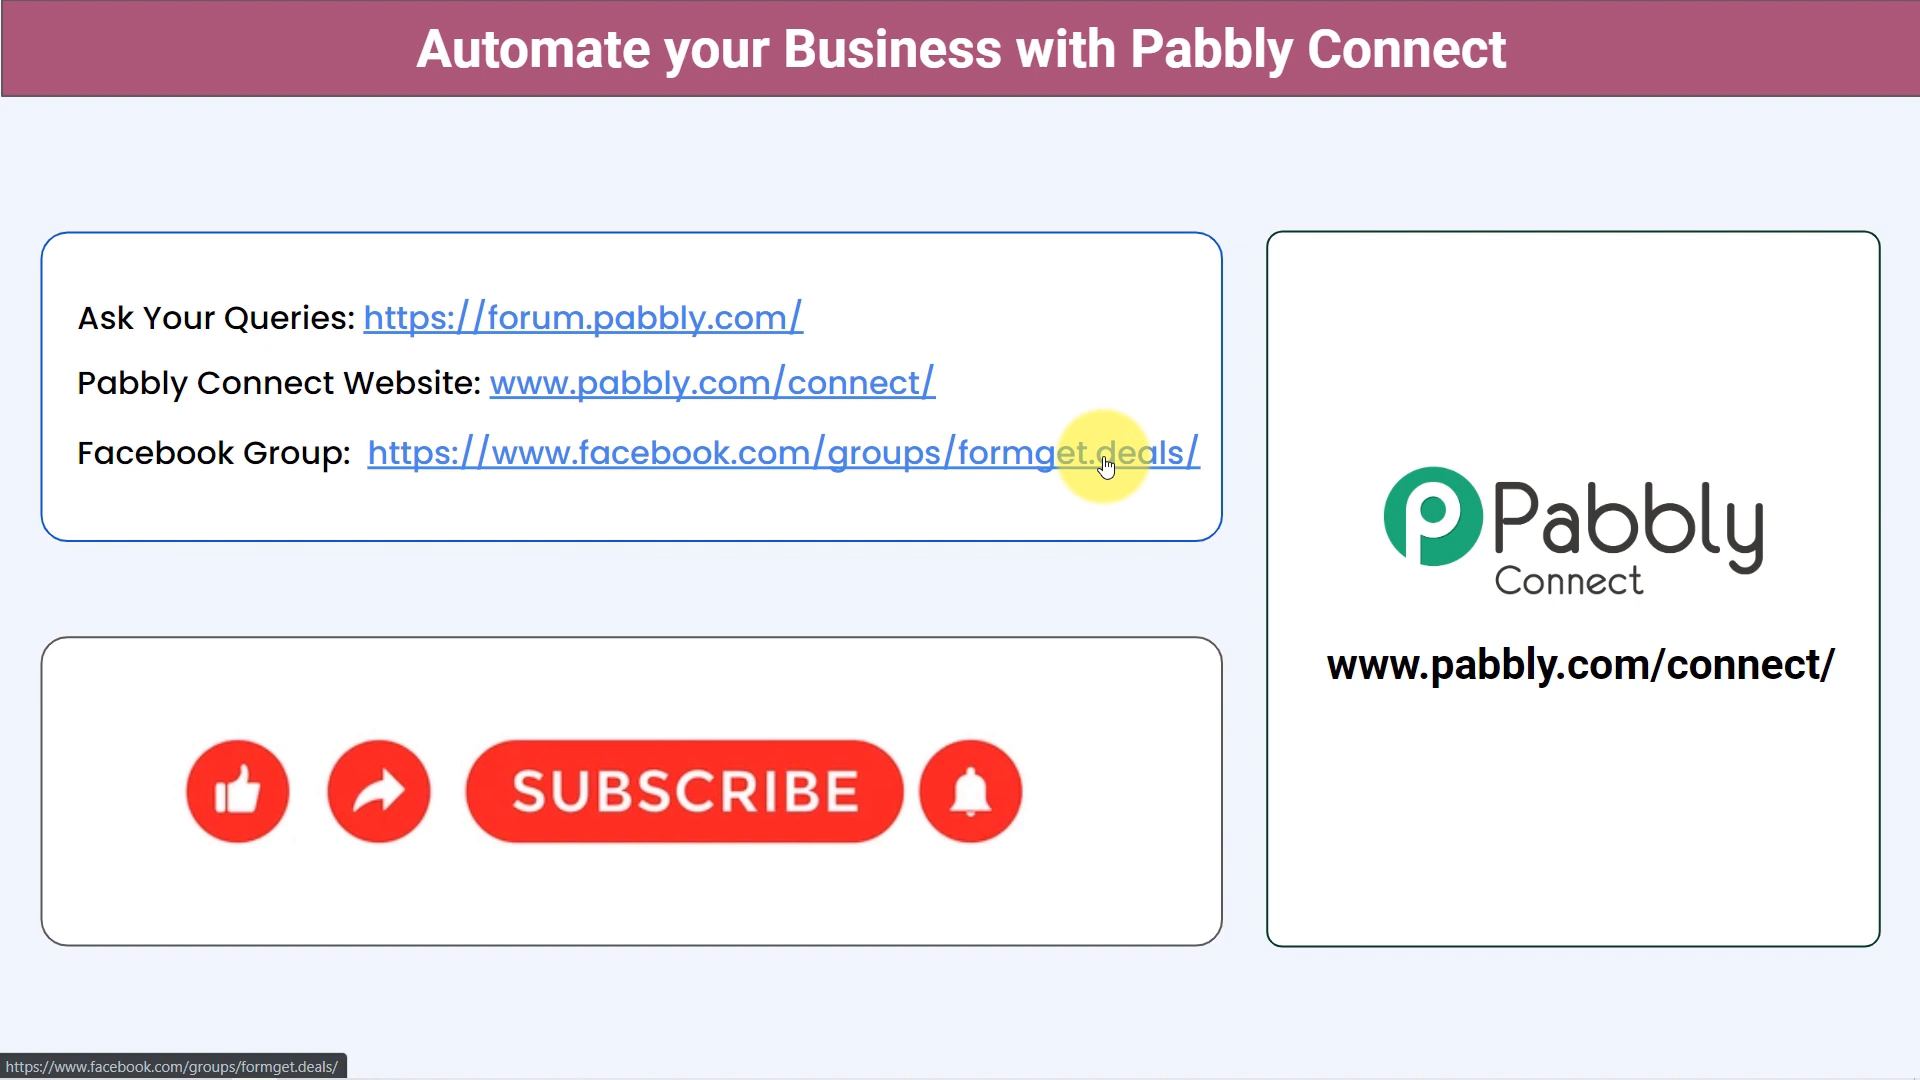 Automate your Business with Pabbly Connect
Ask Your Queries: https://forum.pabbly.com/
Pabbly Connect Website: www.pabbly.com/connect/
Facebook Group: https://www.facebook.com/groups/formget.deals/
Pabbly
Connect
www.pabbly.com/connect/
SUBSCRIBE
https://www.facebook.com/groups/formget.deals/